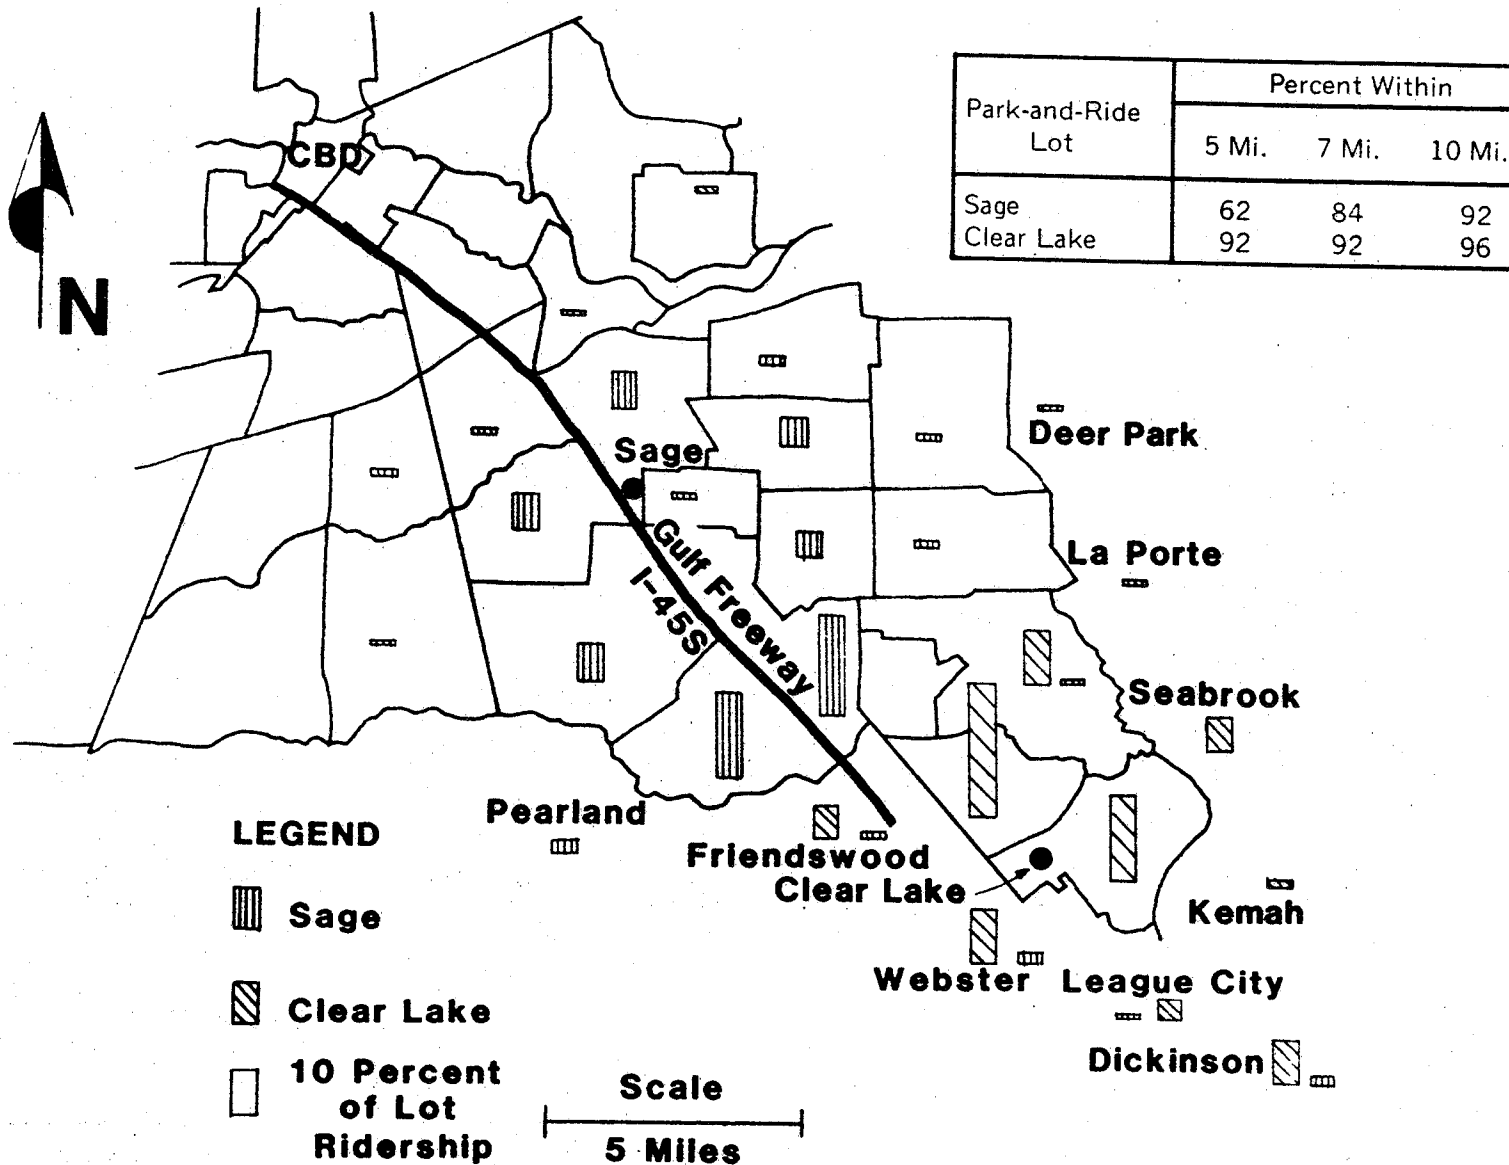 Park-and-Ride
Lot
Percent Within
5 Mi. 7 Mi. 10 Mi.
Sage 62 84 92
Clear Lake 92 92 96
CBD
N
Sage
Deer Park
La Porte
Gulf Freeway
I-45S
Seabrook
Pearland
Friendswood
Clear Lake
Kemah
Webster
League City
Dickinson
LEGEND
Sage
Clear Lake
10 Percent
of Lot
Ridership
Scale
5 Miles